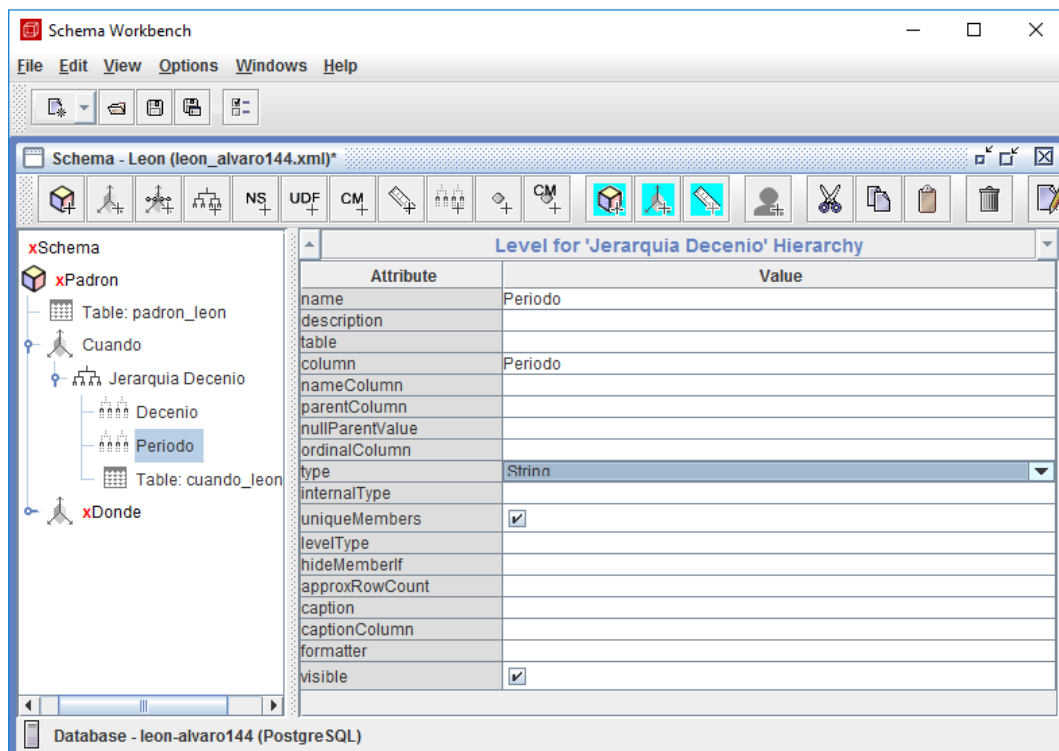 Schema Workbench
File Edit View Options Windows Help
Schema - Leon (leon_alvaro144.xml)*
NS UDF CM CM
xSchema
xPadron
Table: padron_leon
Cuando
Jerarquia Decenio
Decenio
Periodo
Table: cuando_leon
xDonde
Level for 'Jerarquia Decenio' Hierarchy
Attribute Value
name Periodo
description
table
column Periodo
nameColumn
parentColumn
nullParentValue
ordinalColumn
type String
internalType
uniqueMembers
levelType
hideMemberIf
approxRowCount
caption
captionColumn
formatter
visible
Database - leon-alvaro144 (PostgreSQL)